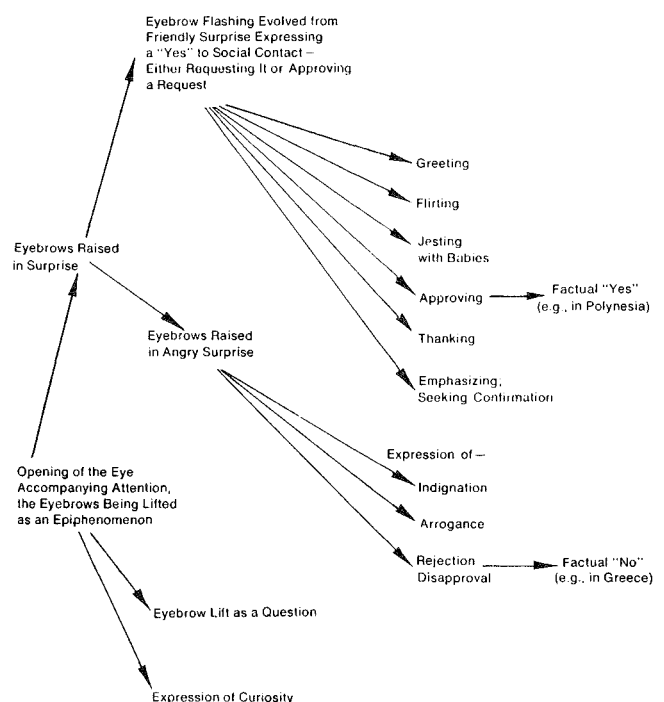 Eyebrow Flashing Evolved from
Friendly Surprise Expressing
a "Yes" to Social Contact —
Either Requesting It or Approving
a Request
Greeting
Flirting
Jesting
with Babies
Approving
Factual "Yes"
(e.g., in Polynesia)
Thanking
Emphasizing,
Seeking Confirmation
Eyebrows Raised
in Surprise
Eyebrows Raised
in Angry Surprise
Expression of —
Indignation
Arrogance
Rejection
Disapproval
Factual "No"
(e.g., in Greece)
Opening of the Eye
Accompanying Attention,
the Eyebrows Being Lifted
as an Epiphenomenon
Eyebrow Lift as a Question
Expression of Curiosity